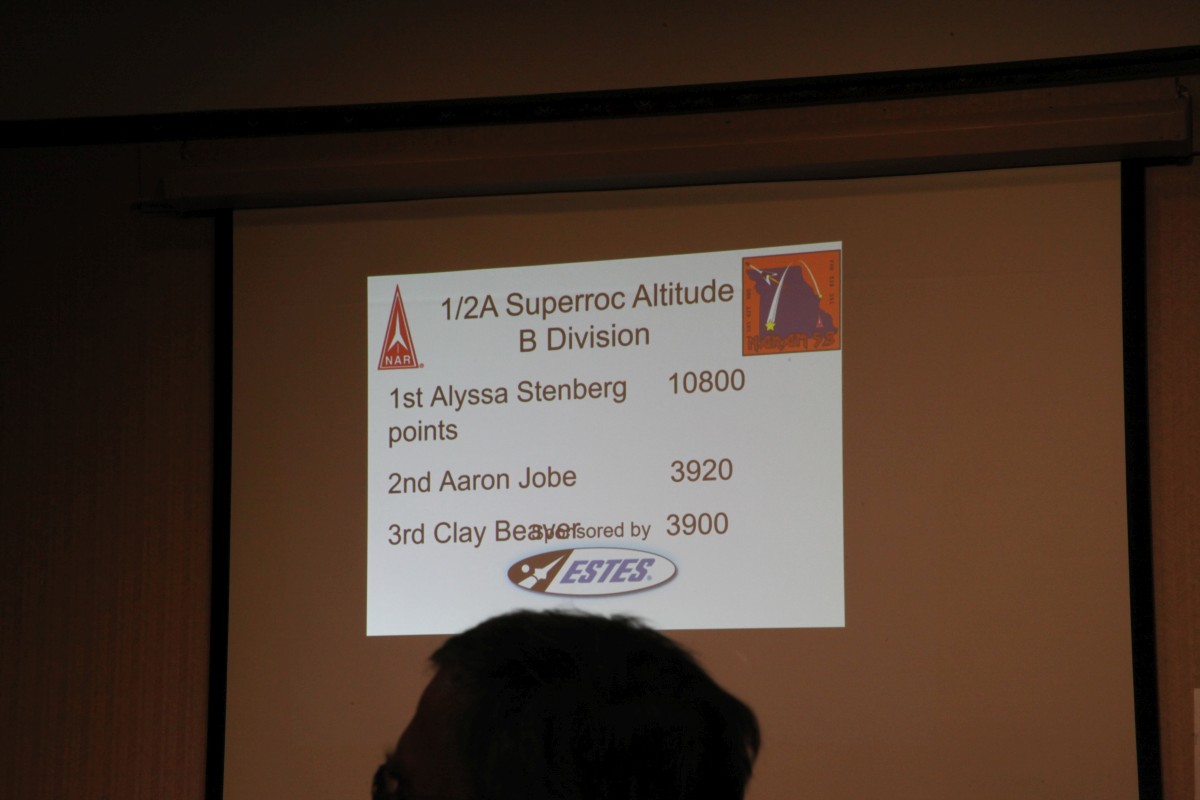 1/2A Superroc Altitude
B Division
NAR
1st Alyssa Stenberg 10800
points
2nd Aaron Jobe 3920
3rd Clay Beaver 3900
Sponsored by
ESTES